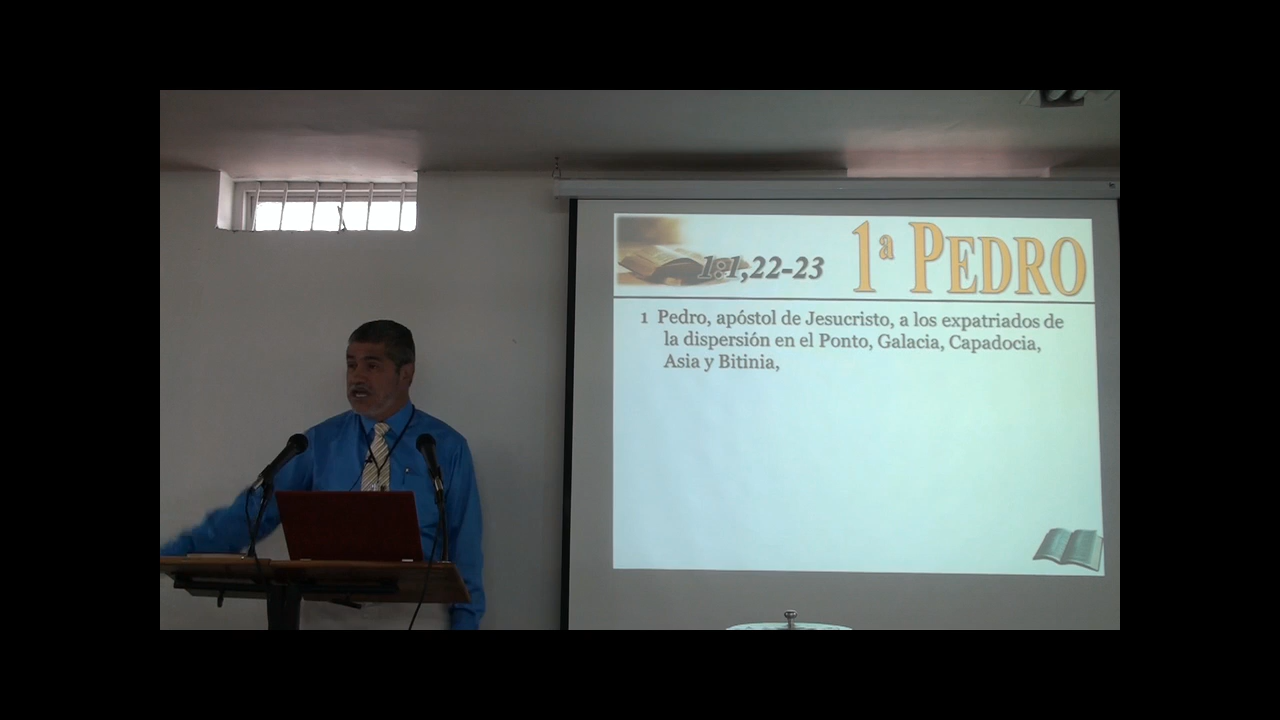 1:1,22-23
1ª PEDRO
1 Pedro, apóstol de Jesucristo, a los expatriados de
la dispersión en el Ponto, Galacia, Capadocia,
Asia y Bitinia,